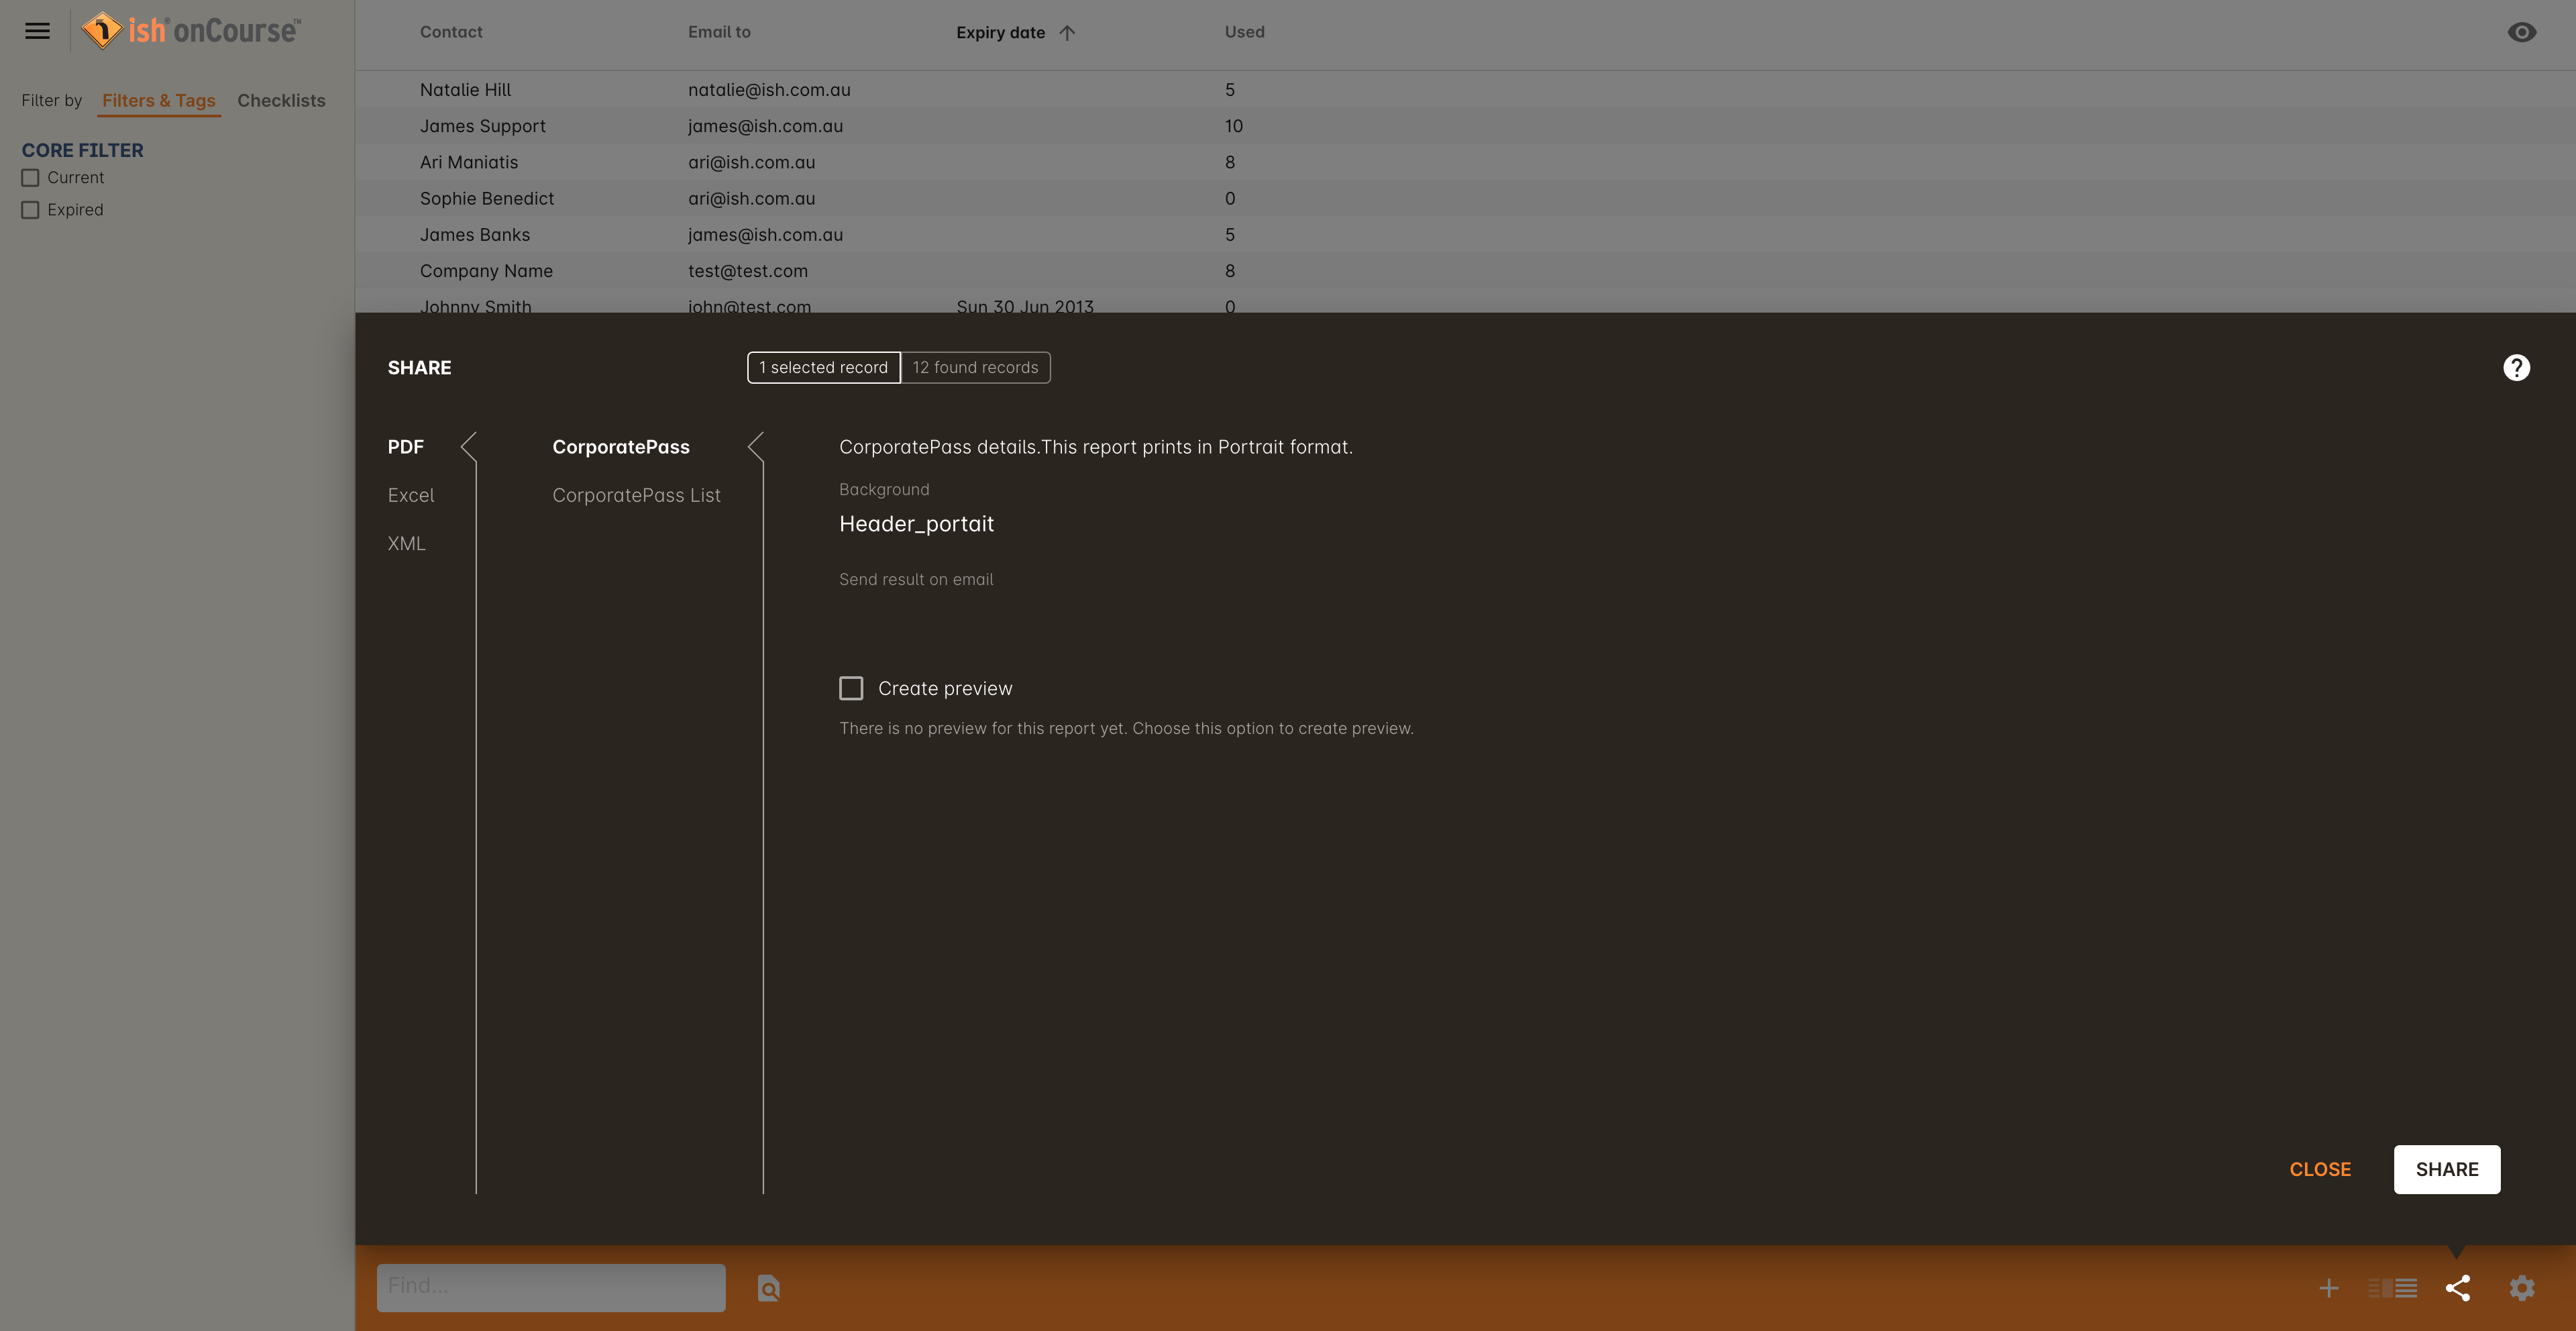 ish® onCourse™
Filter by Filters & Tags Checklists
CORE FILTER
Current
Expired
Contact Email to Expiry date Used
Natalie Hill natalie@ish.com.au 5
James Support james@ish.com.au 10
Ari Maniatis ari@ish.com.au 8
Sophie Benedict ari@ish.com.au 0
James Banks james@ish.com.au 5
Company Name test@test.com 8
Johnny Smith john@test.com Sun 30 Jun 2013 0
SHARE 1 selected record 12 found records ?
PDF CorporatePass CorporatePass details.This report prints in Portrait format.
Background
Excel CorporatePass List
Header_portait
XML
Send result on email
Create preview
There is no preview for this report yet. Choose this option to create preview.
CLOSE SHARE
Find...